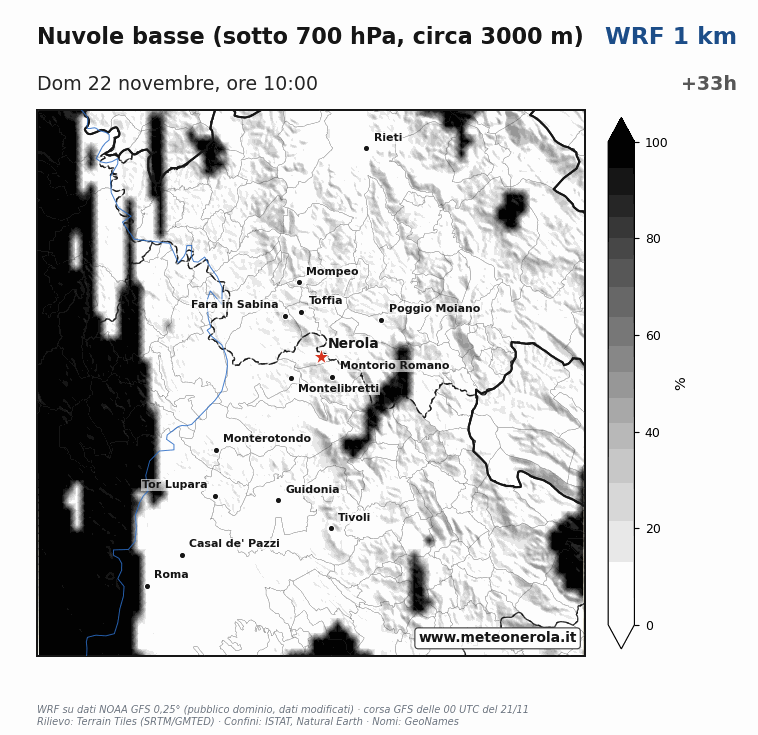 Nuvole basse (sotto 700 hPa, circa 3000 m) WRF 1 km
Dom 22 novembre, ore 10:00 +33h
Rieti
Mompeo
Fara in Sabina
Toffia
Poggio Moiano
Nerola
Montorio Romano
Montelibretti
Monterotondo
Tor Lupara
Guidonia
Tivoli
Casal de' Pazzi
Roma
www.meteonerola.it
100
80
60
40
20
0
%
WRF su dati NOAA GFS 0,25° (pubblico dominio, dati modificati) · corsa GFS delle 00 UTC del 21/11
Rilievo: Terrain Tiles (SRTM/GMTED) · Confini: ISTAT, Natural Earth · Nomi: GeoNames